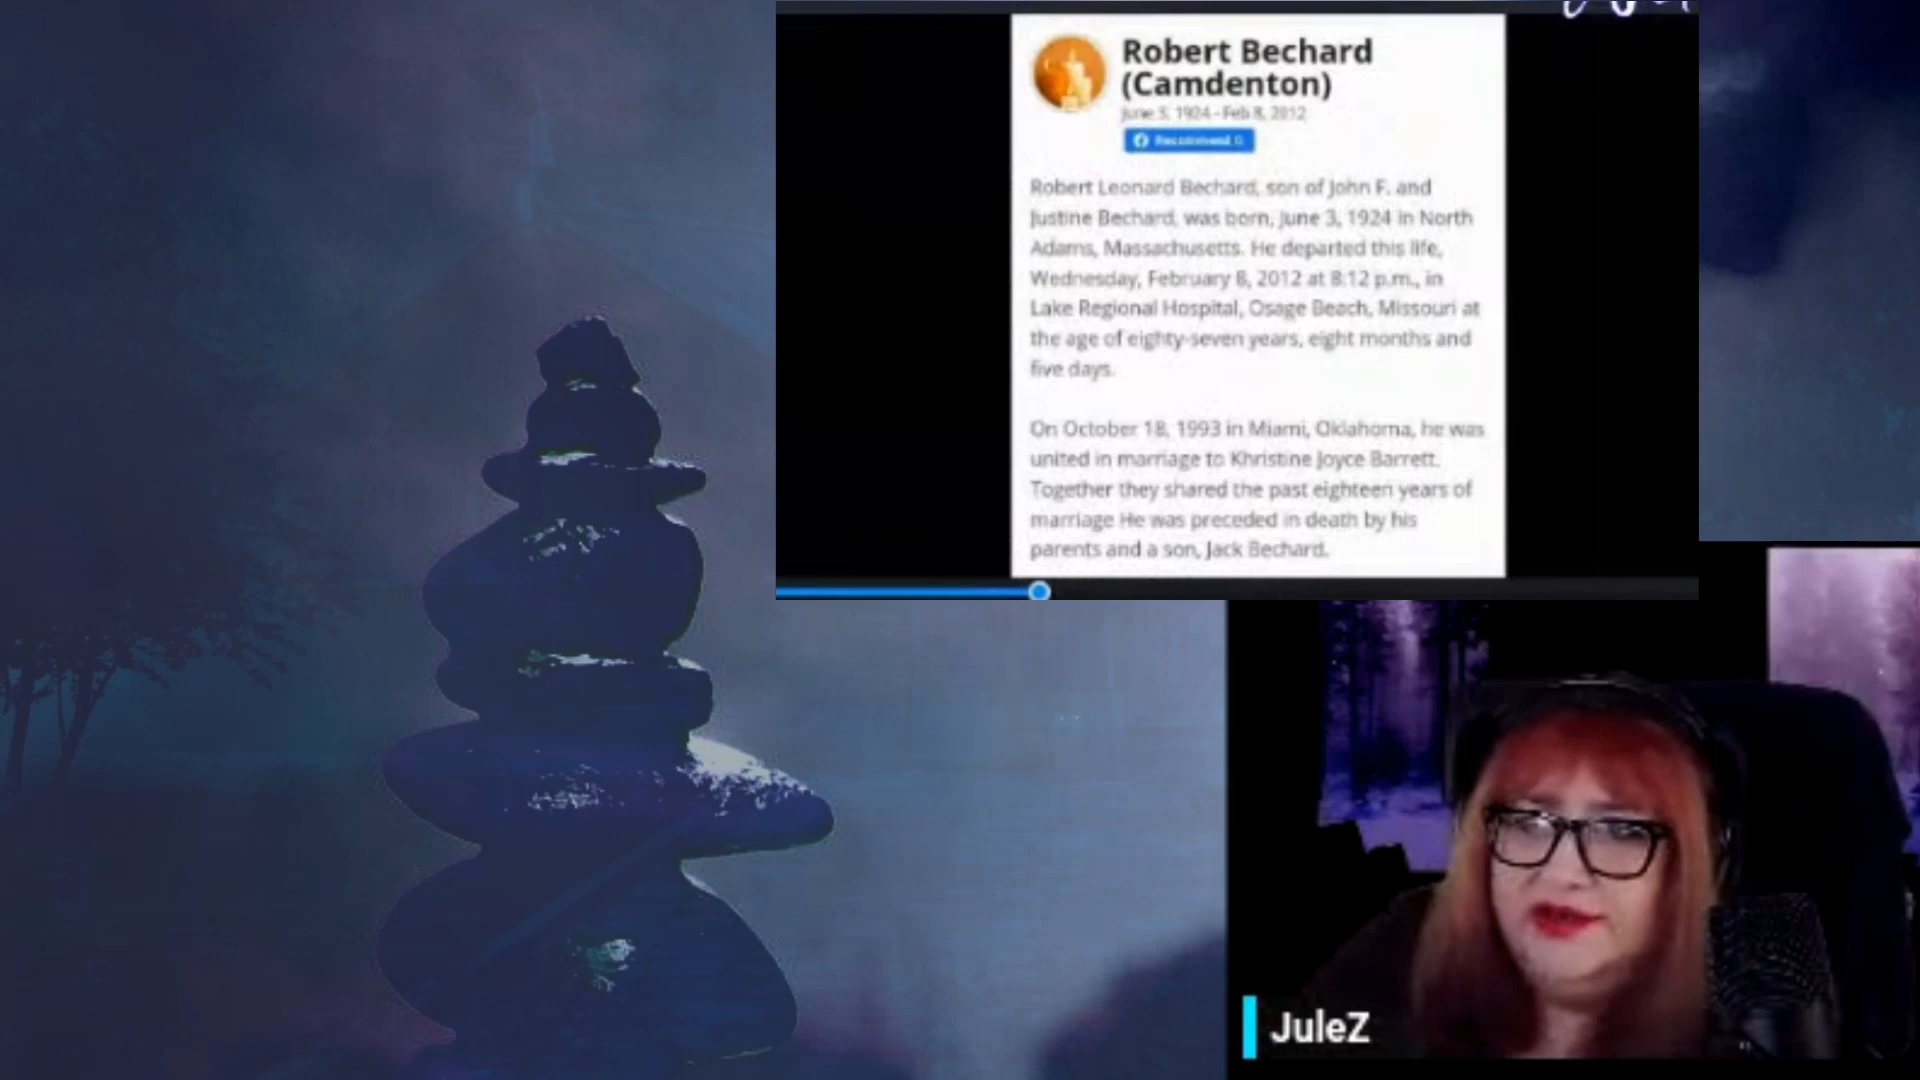 Robert Bechard
(Camdenton)
June 5, 1924 - Feb 8, 2012
Recommend 0
Robert Leonard Bechard, son of John F. and
Justine Bechard, was born, June 3, 1924 in North
Adams, Massachusetts. He departed this life,
Wednesday, February 8, 2012 at 8:12 p.m., in
Lake Regional Hospital, Osage Beach, Missouri at
the age of eighty-seven years, eight months and
five days.
On October 18, 1993 in Miami, Oklahoma, he was
united in marriage to Khristine Joyce Barrett.
Together they shared the past eighteen years of
marriage He was preceded in death by his
parents and a son, Jack Bechard.
JuleZ